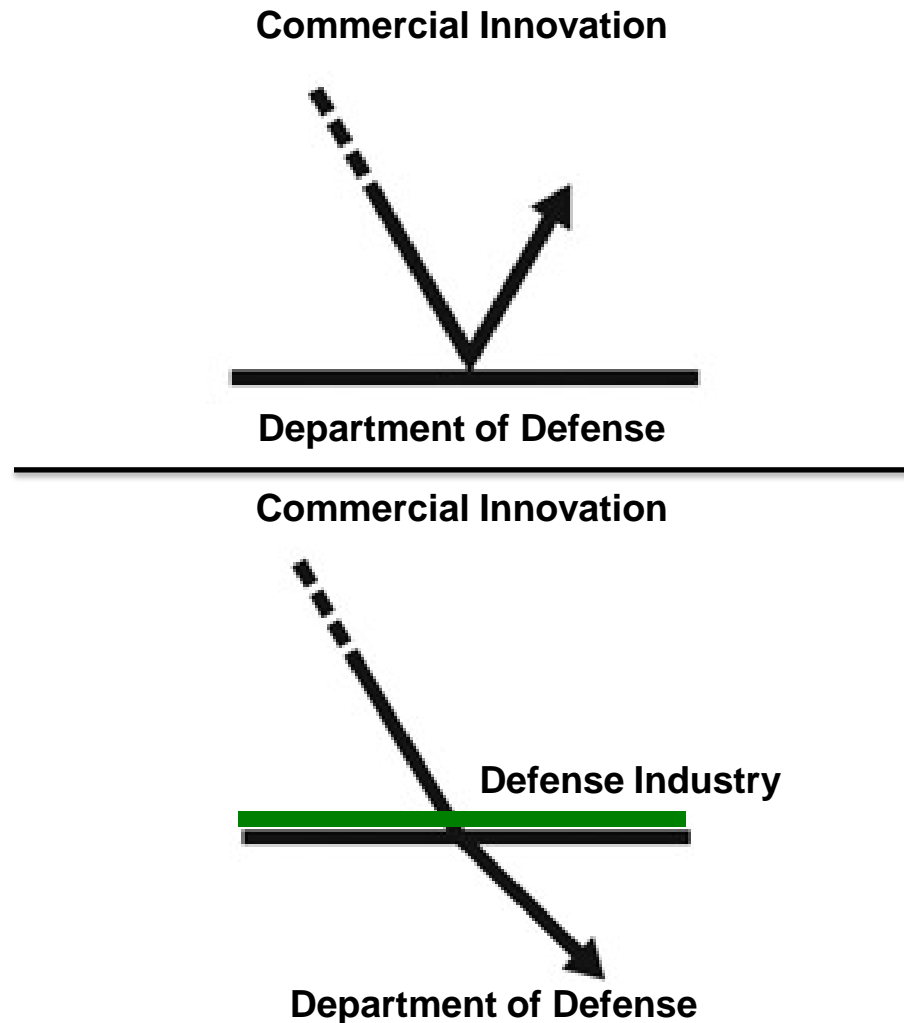 Commercial Innovation
Department of Defense
Commercial Innovation
Defense Industry
Department of Defense